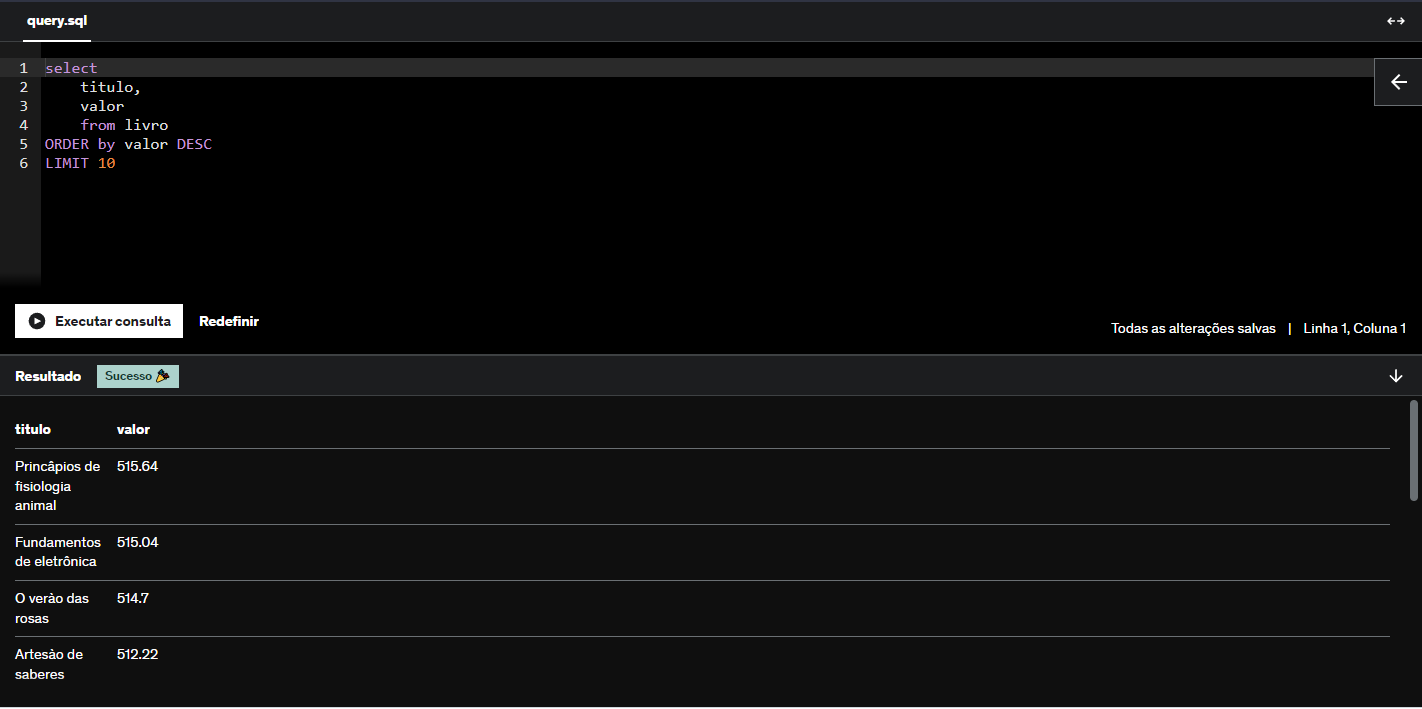 query.sql
1 select
2     titulo,
3     valor
4     from livro
5 ORDER by valor DESC
6 LIMIT 10
Executar consulta Redefinir
Todas as alterações salvas | Linha 1, Coluna 1
Resultado Sucesso 🎉
titulo valor
Princâpios de 515.64
fisiologia
animal
Fundamentos 515.04
de eletrônica
O verào das 514.7
rosas
Artesào de 512.22
saberes